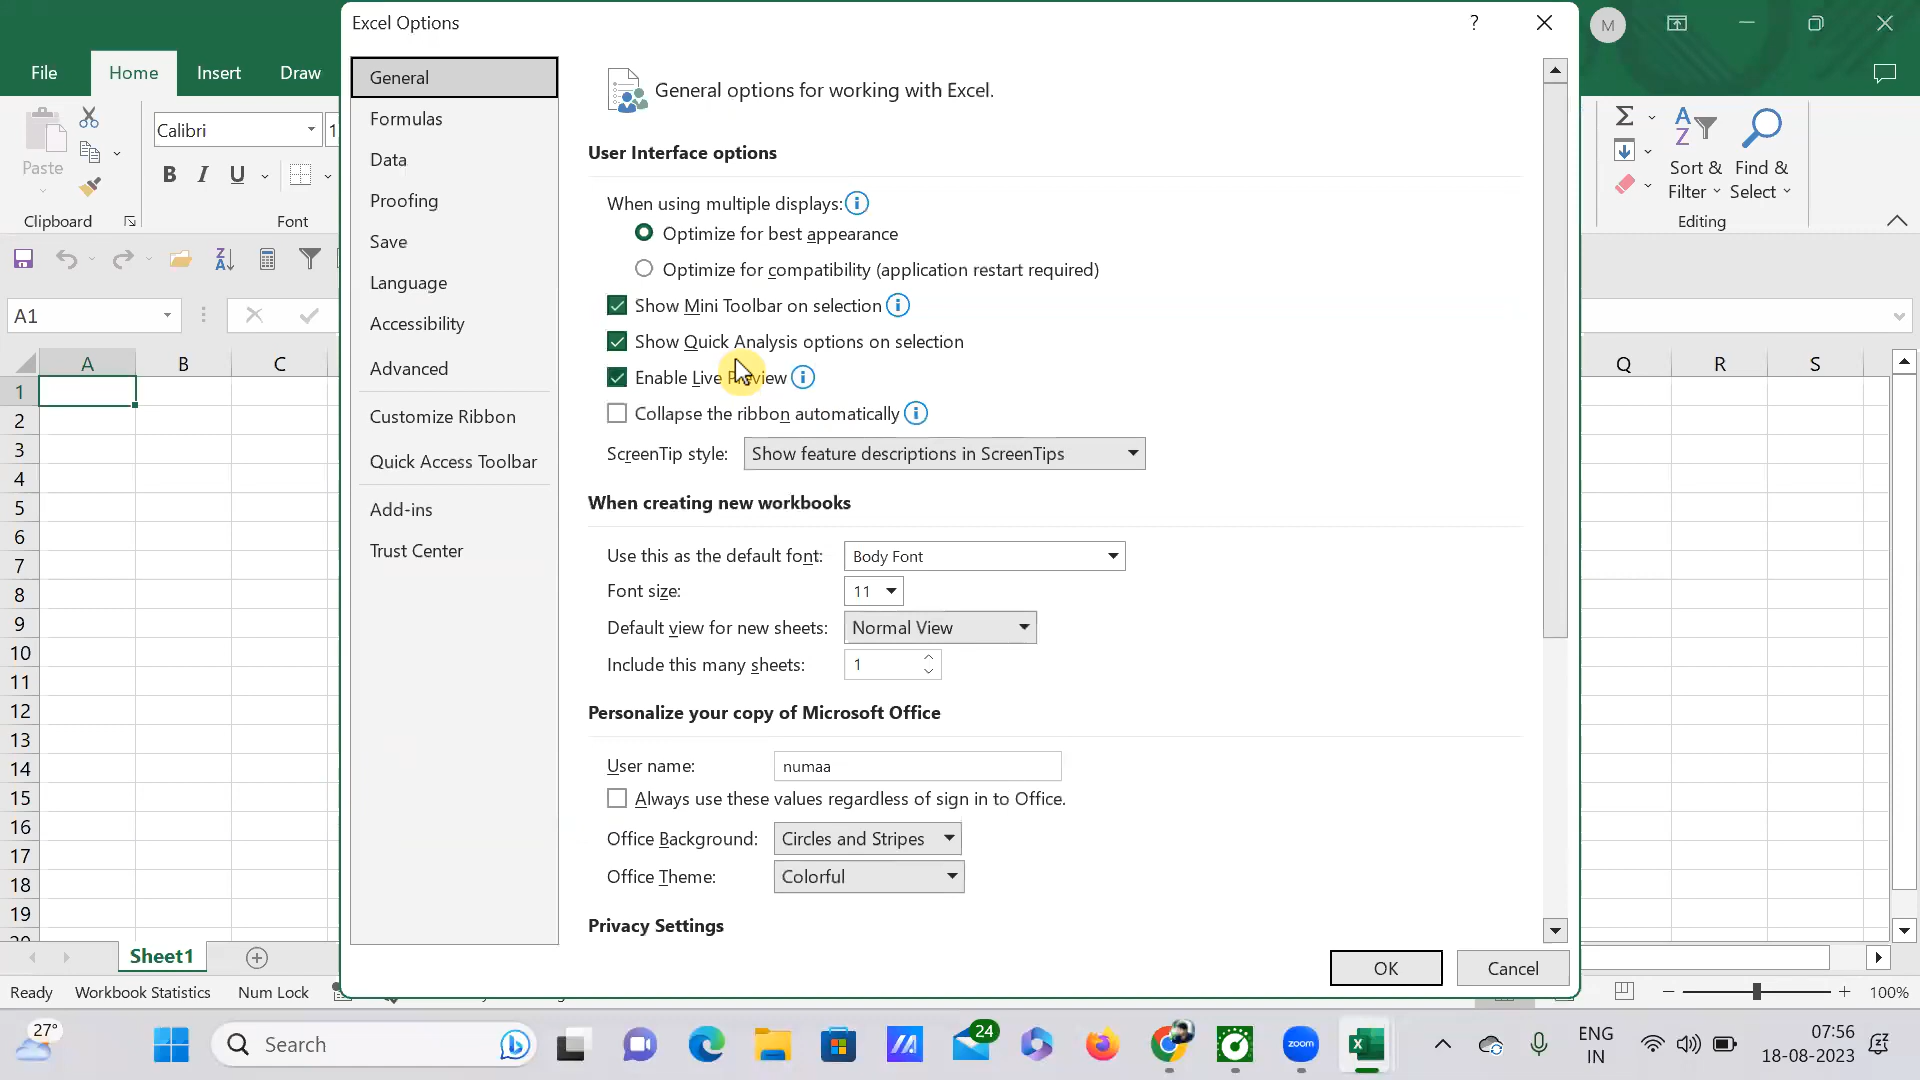 Excel Options
?
M
File
Home
Insert
Draw
General
Formulas
Data
Proofing
Save
Language
Accessibility
Advanced
Customize Ribbon
Quick Access Toolbar
Add-ins
Trust Center
General options for working with Excel.
User Interface options
When using multiple displays:
Optimize for best appearance
Optimize for compatibility (application restart required)
Show Mini Toolbar on selection
Show Quick Analysis options on selection
Enable Live Preview
Collapse the ribbon automatically
ScreenTip style: Show feature descriptions in ScreenTips
When creating new workbooks
Use this as the default font: Body Font
Font size: 11
Default view for new sheets: Normal View
Include this many sheets: 1
Personalize your copy of Microsoft Office
User name: numaa
Always use these values regardless of sign in to Office.
Office Background: Circles and Stripes
Office Theme: Colorful
Privacy Settings
OK
Cancel
Paste
Calibri
B I U
Clipboard
Font
Sort & Filter
Find & Select
Editing
A1
A B C
Q R S
1
2
3
4
5
6
7
8
9
10
11
12
13
14
15
16
17
18
19
Sheet1
Ready
Workbook Statistics
Num Lock
100%
27°
Search
24
zoom
ENG
IN
07:56
18-08-2023